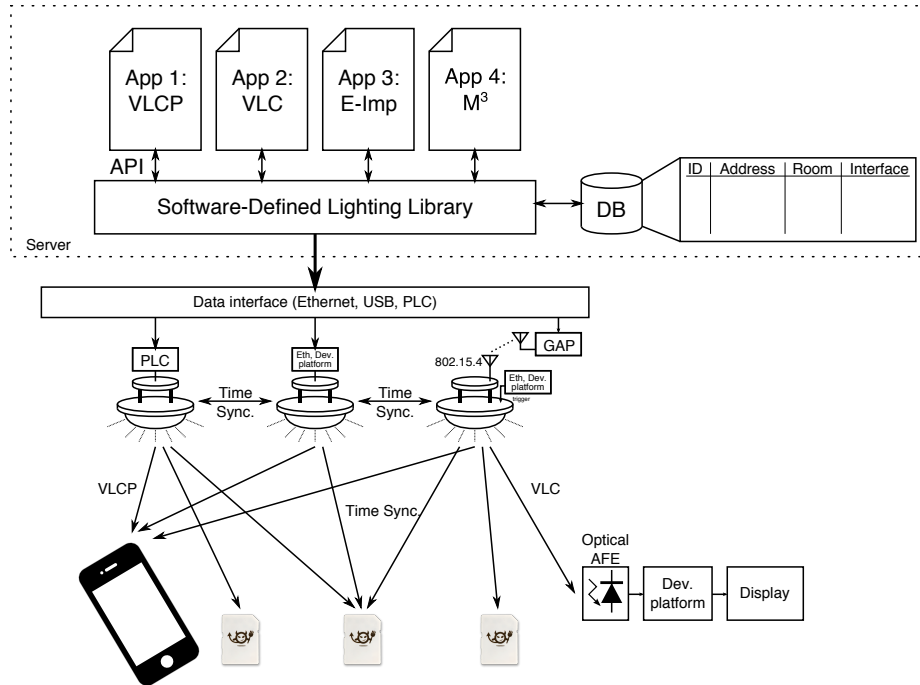 App 1:
VLCP
App 2:
VLC
App 3:
E-Imp
App 4:
M³
API
Software-Defined Lighting Library
DB
ID Address Room Interface
Server
Data interface (Ethernet, USB, PLC)
PLC
Eth, Dev.
platform
802.15.4
GAP
Eth, Dev.
platform
trigger
Time
Sync.
Time
Sync.
VLCP
Time Sync.
VLC
Optical
AFE
Dev.
platform
Display